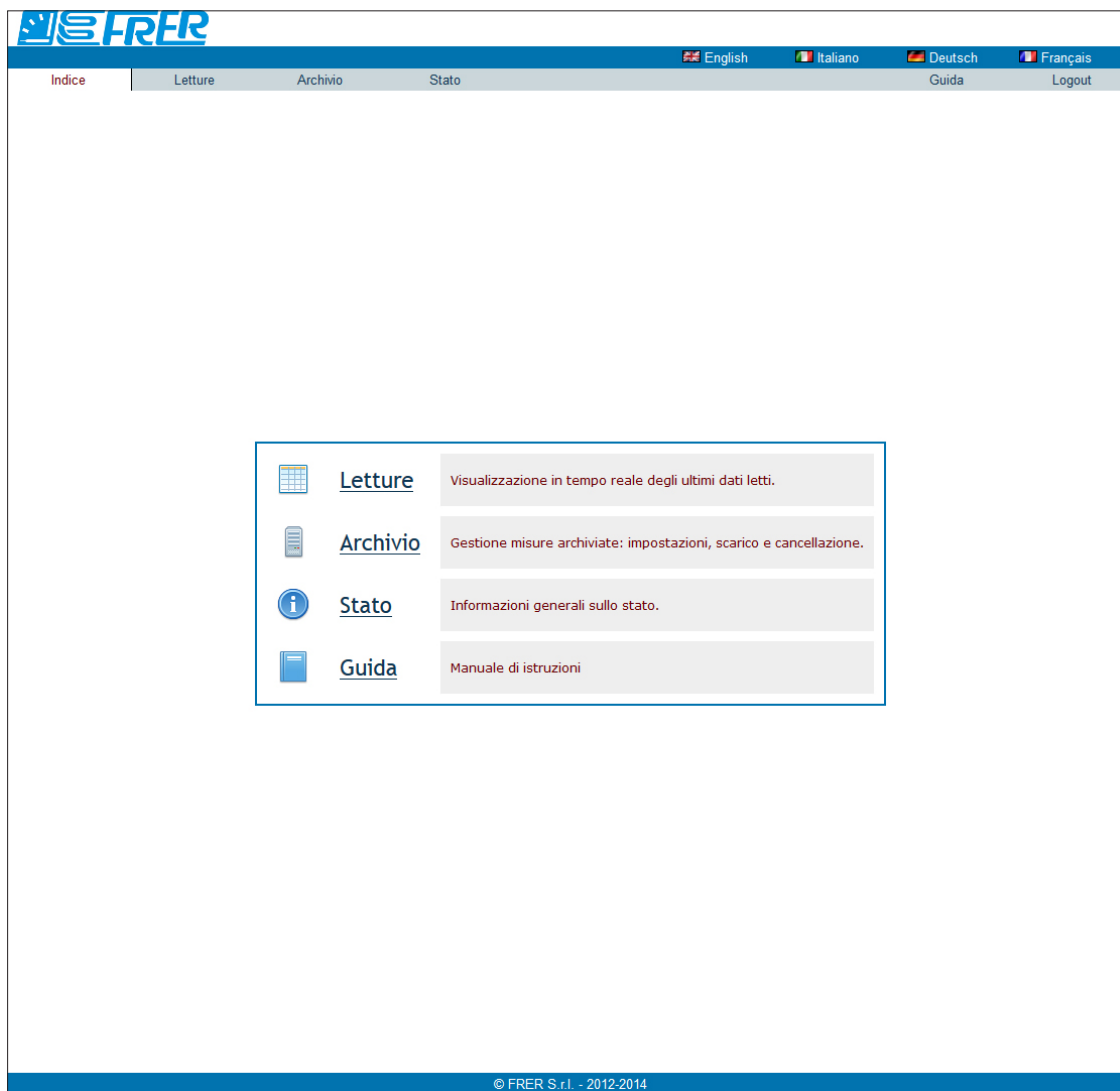 FRER
English Italiano Deutsch Français
Indice Letture Archivio Stato Guida Logout
Letture Visualizzazione in tempo reale degli ultimi dati letti.
Archivio Gestione misure archiviate: impostazioni, scarico e cancellazione.
Stato Informazioni generali sullo stato.
Guida Manuale di istruzioni
© FRER S.r.l. - 2012-2014